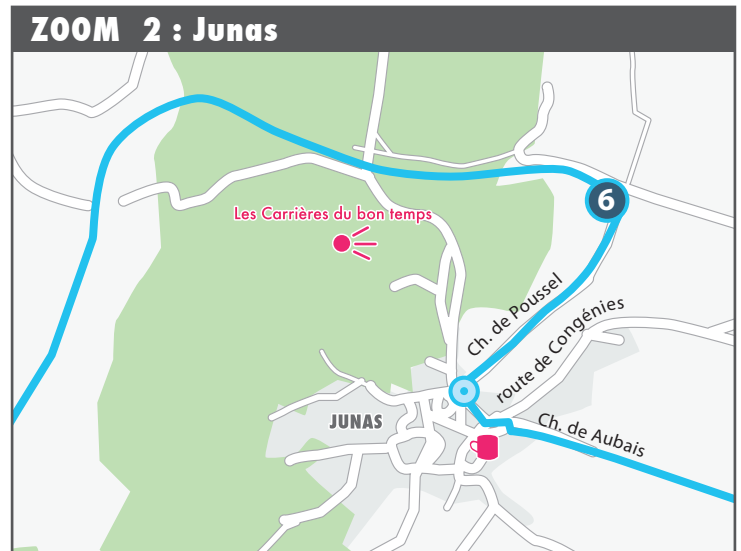 ZOOM 2 : Junas
Les Carrières du bon temps
6
Ch. de Poussel
route de Congénies
JUNAS
Ch. de Aubais